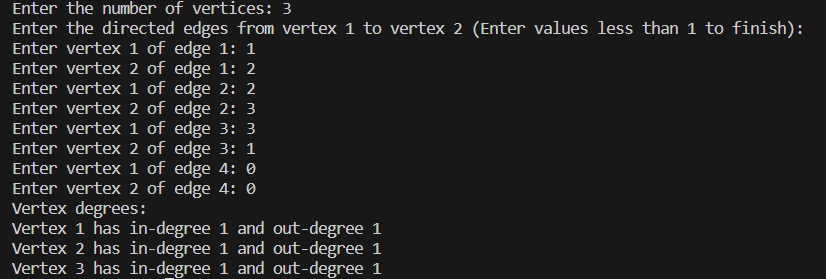 Enter the number of vertices: 3
Enter the directed edges from vertex 1 to vertex 2 (Enter values less than 1 to finish):
Enter vertex 1 of edge 1: 1
Enter vertex 2 of edge 1: 2
Enter vertex 1 of edge 2: 2
Enter vertex 2 of edge 2: 3
Enter vertex 1 of edge 3: 3
Enter vertex 2 of edge 3: 1
Enter vertex 1 of edge 4: 0
Enter vertex 2 of edge 4: 0
Vertex degrees:
Vertex 1 has in-degree 1 and out-degree 1
Vertex 2 has in-degree 1 and out-degree 1
Vertex 3 has in-degree 1 and out-degree 1